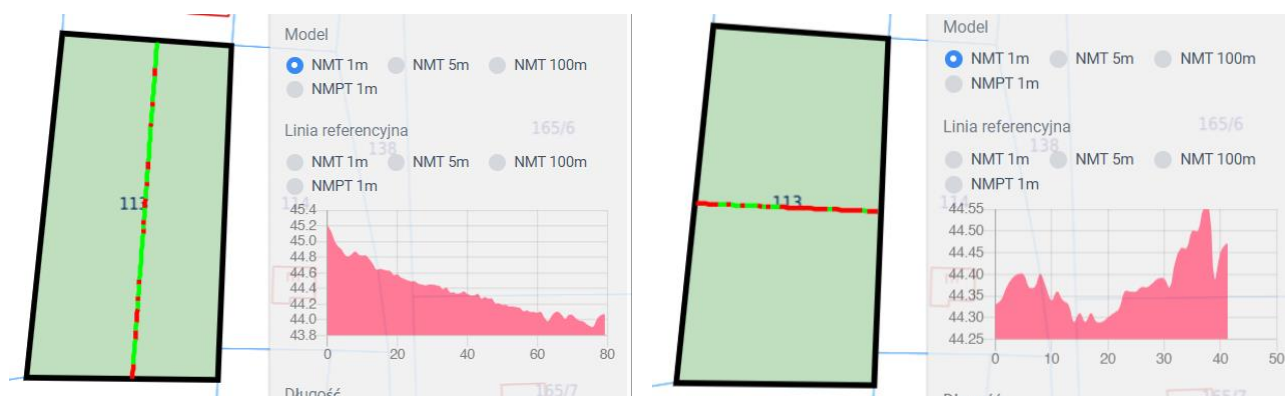 Model
NMT 1m NMT 5m NMT 100m
NMPT 1m
Linia referencyjna
165/6
138
NMT 1m NMT 5m NMT 100m
NMPT 1m
113
45.4
45.2
45.0
44.8
44.6
44.4
44.2
44.0
43.8
0 20 40 60 80
Długość
165/7
Model
NMT 1m NMT 5m NMT 100m
NMPT 1m
Linia referencyjna
165/6
138
NMT 1m NMT 5m NMT 100m
NMPT 1m
113
44.55
44.50
44.40
44.35
44.30
44.25
0 10 20 30 40 50
165/7